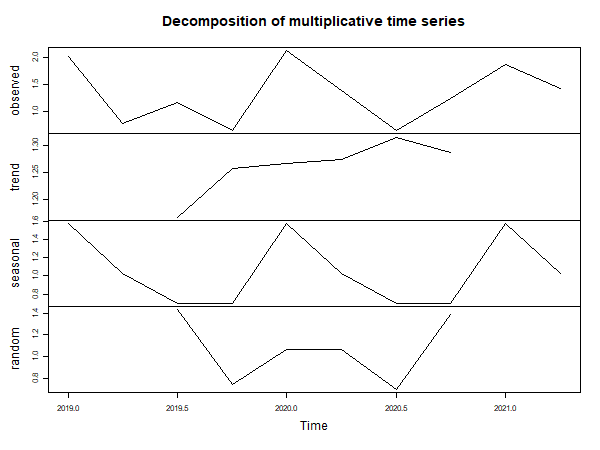 Decomposition of multiplicative time series
observed
1.0 1.5 2.0
trend
1.20 1.25 1.30
seasonal
0.8 1.0 1.2 1.4 1.6
random
0.8 1.0 1.2 1.4
2019.0 2019.5 2020.0 2020.5 2021.0
Time